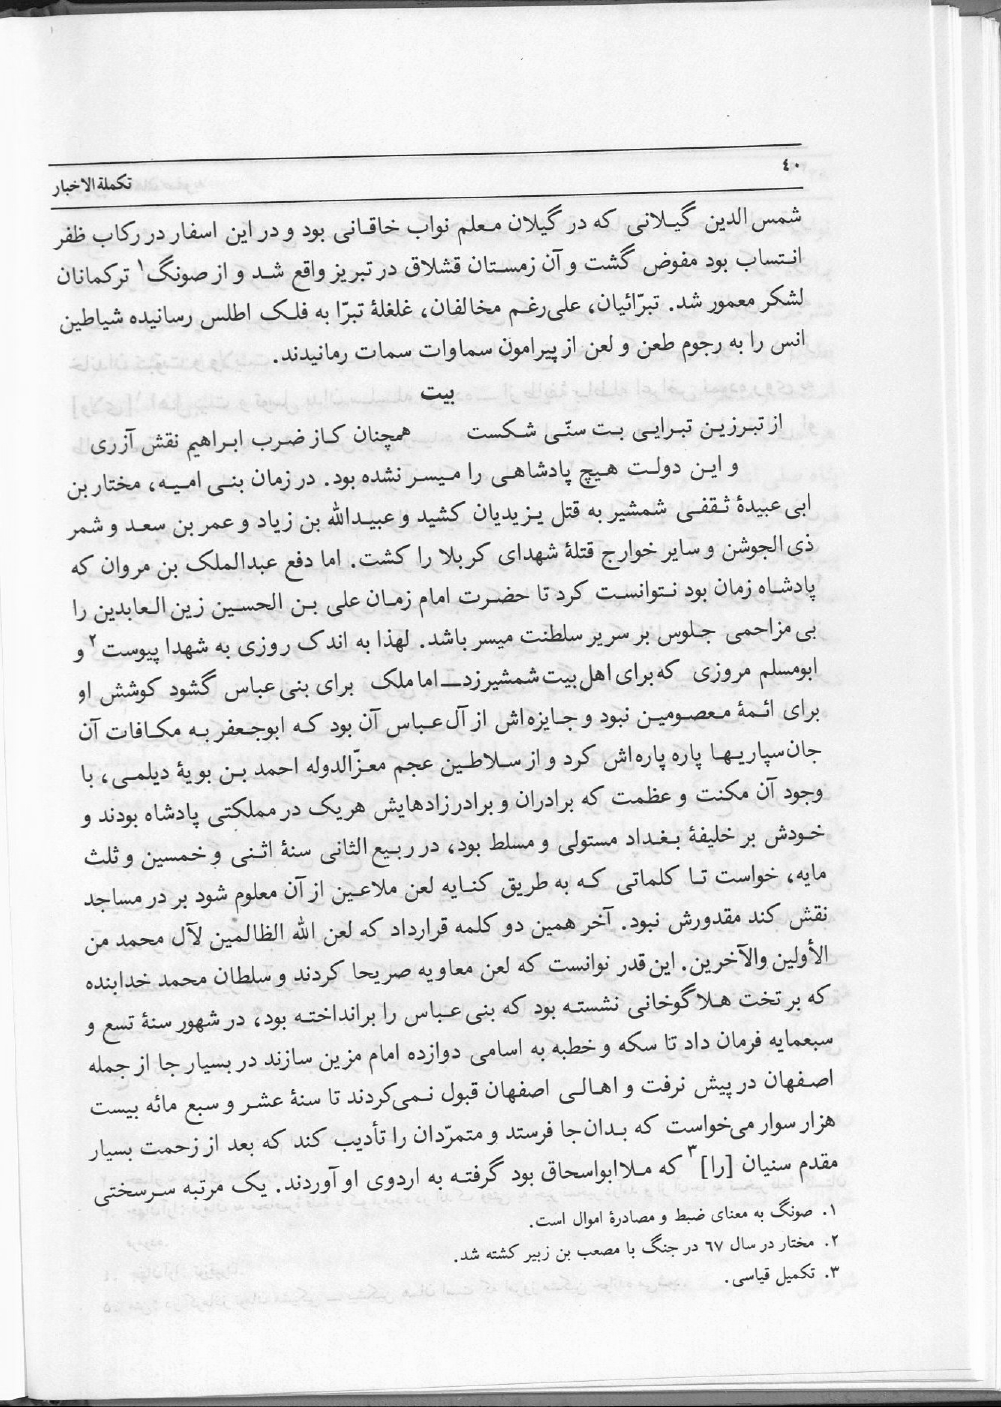 ۴۰
تکملة الاخبار
شمس الدین گیلانی که در گیلان معلم نواب خاقانی بود و در این اسفار در رکاب ظفر
انتساب بود مفوض گشت و آن زمستان قشلاق در تبریز واقع شد و از صونگ۱ ترکمانان
لشکر معمور شد. تبرّائیان، علی‌رغم مخالفان، غلغلهٔ تبرّا به فلک اطلس رسانیده شیاطین
انس را به رجوم طعن و لعن از پیرامون سماوات سمات رمانیدند.
بیت
از تبرزین تبرایی بت سنّی شکست همچنان کاز ضرب ابراهیم نقش آزری
و این دولت هیچ پادشاهی را میسر نشده بود. در زمان بنی امیه، مختار بن
ابی عبیدهٔ ثقفی شمشیر به قتل یزیدیان کشید و عبیدالله بن زیاد و عمر بن سعد و شمر
ذی الجوشن و سایر خوارج قتلهٔ شهدای کربلا را کشت. اما دفع عبدالملک بن مروان که
پادشاه زمان بود نتوانست کرد تا حضرت امام زمان علی بن الحسین زین العابدین را
بی مزاحمی جلوس بر سریر سلطنت میسر باشد. لهذا به اندک روزی به شهدا پیوست۲ و
ابومسلم مروزی که برای اهل بیت شمشیر زد ـ اما ملک برای بنی عباس گشود کوشش او
برای ائمهٔ معصومین نبود و جایزه‌اش از آل عباس آن بود که ابوجعفر به مکافات آن
جان‌سپاریها پاره پاره‌اش کرد و از سلاطین عجم معزّالدوله احمد بن بویهٔ دیلمی، با
وجود آن مکنت و عظمت که برادران و برادرزادهایش هریک در مملکتی پادشاه بودند و
خودش بر خلیفهٔ بغداد مستولی و مسلط بود، در ربیع الثانی سنهٔ اثنی و خمسین و ثلث
مایه، خواست تا کلماتی که به طریق کنایه لعن ملاعین از آن معلوم شود بر در مساجد
نقش کند مقدورش نبود. آخر همین دو کلمه قرارداد که لعن الله الظالمین لآل محمد من
الأولین والآخرین. این قدر نوانست که لعن معاویه صریحا کردند و سلطان محمد خدابنده
که بر تخت هلاگوخانی نشسته بود که بنی عباس را برانداخته بود، در شهور سنهٔ تسع و
سبعمایه فرمان داد تا سکه و خطبه به اسامی دوازده امام مزین سازند در بسیار جا از جمله
اصفهان در پیش نرفت و اهالی اصفهان قبول نمی‌کردند تا سنهٔ عشر و سبع مائه بیست
هزار سوار می‌خواست که بدان‌جا فرستد و متمرّدان را تأدیب کند که بعد از زحمت بسیار
مقدم سنیان [را]۳ که ملاابواسحاق بود گرفته به اردوی او آوردند. یک مرتبه سرسختی
۱. صونگ به معنای ضبط و مصادرهٔ اموال است.
۲. مختار در سال ۶۷ در جنگ با مصعب بن زبیر کشته شد.
۳. تکمیل قیاسی.